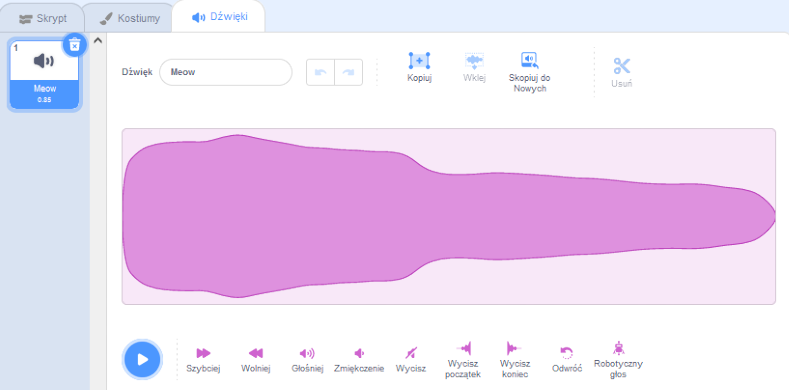 Skrypt Kostiumy Dźwięki
1
Meow
0.85
Dźwięk Meow
Kopiuj Wklej Skopiuj do
Nowych
Usuń
Szybciej Wolniej Głośniej Zmiękczenie Wycisz Wycisz
początek
Wycisz
koniec
Odwróć Robotyczny
głos